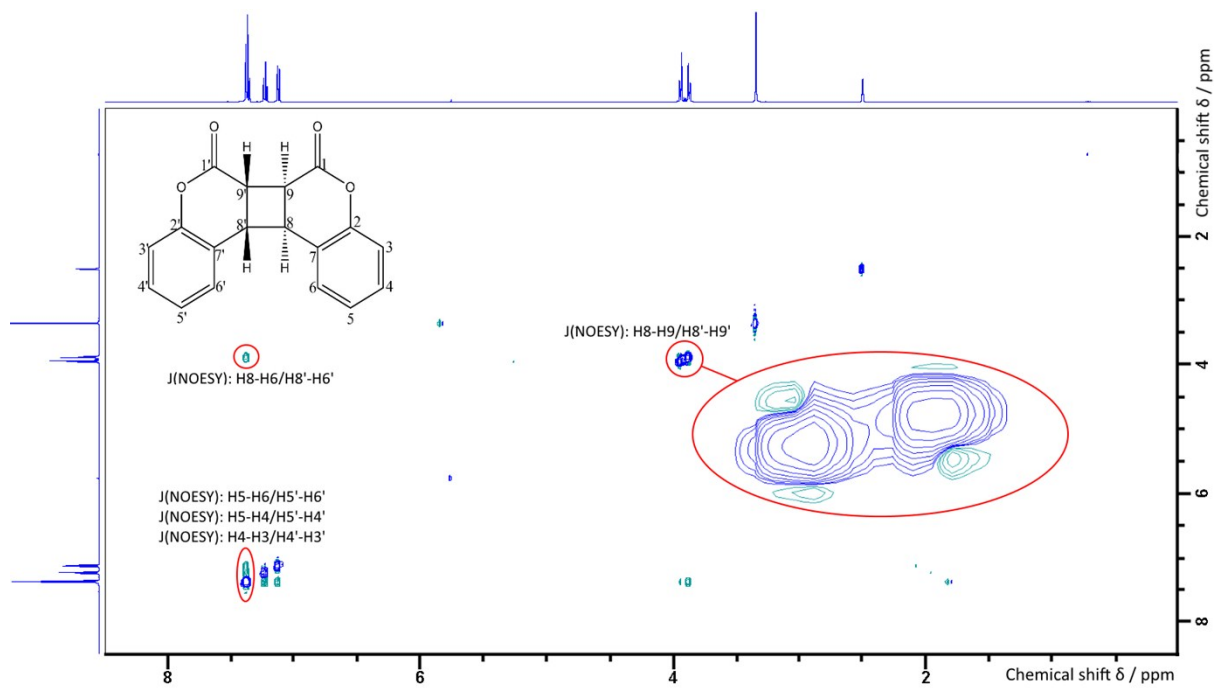 O O
H H
1' 1
O 9' 9 O
2' 8' 8 2
3' 7' 7 3
H H
4' 6' 6 4
5' 5
J(NOESY): H8-H6/H8'-H6'
J(NOESY): H8-H9/H8'-H9'
J(NOESY): H5-H6/H5'-H6'
J(NOESY): H5-H4/H5'-H4'
J(NOESY): H4-H3/H4'-H3'
2
4
6
8
Chemical shift δ / ppm
8 6 4 2
Chemical shift δ / ppm